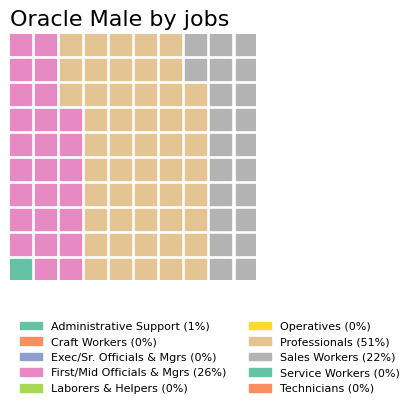 Oracle Male by jobs
Administrative Support (1%)
Craft Workers (0%)
Exec/Sr. Officials & Mgrs (0%)
First/Mid Officials & Mgrs (26%)
Laborers & Helpers (0%)
Operatives (0%)
Professionals (51%)
Sales Workers (22%)
Service Workers (0%)
Technicians (0%)